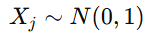 X_j ∼ N(0, 1)